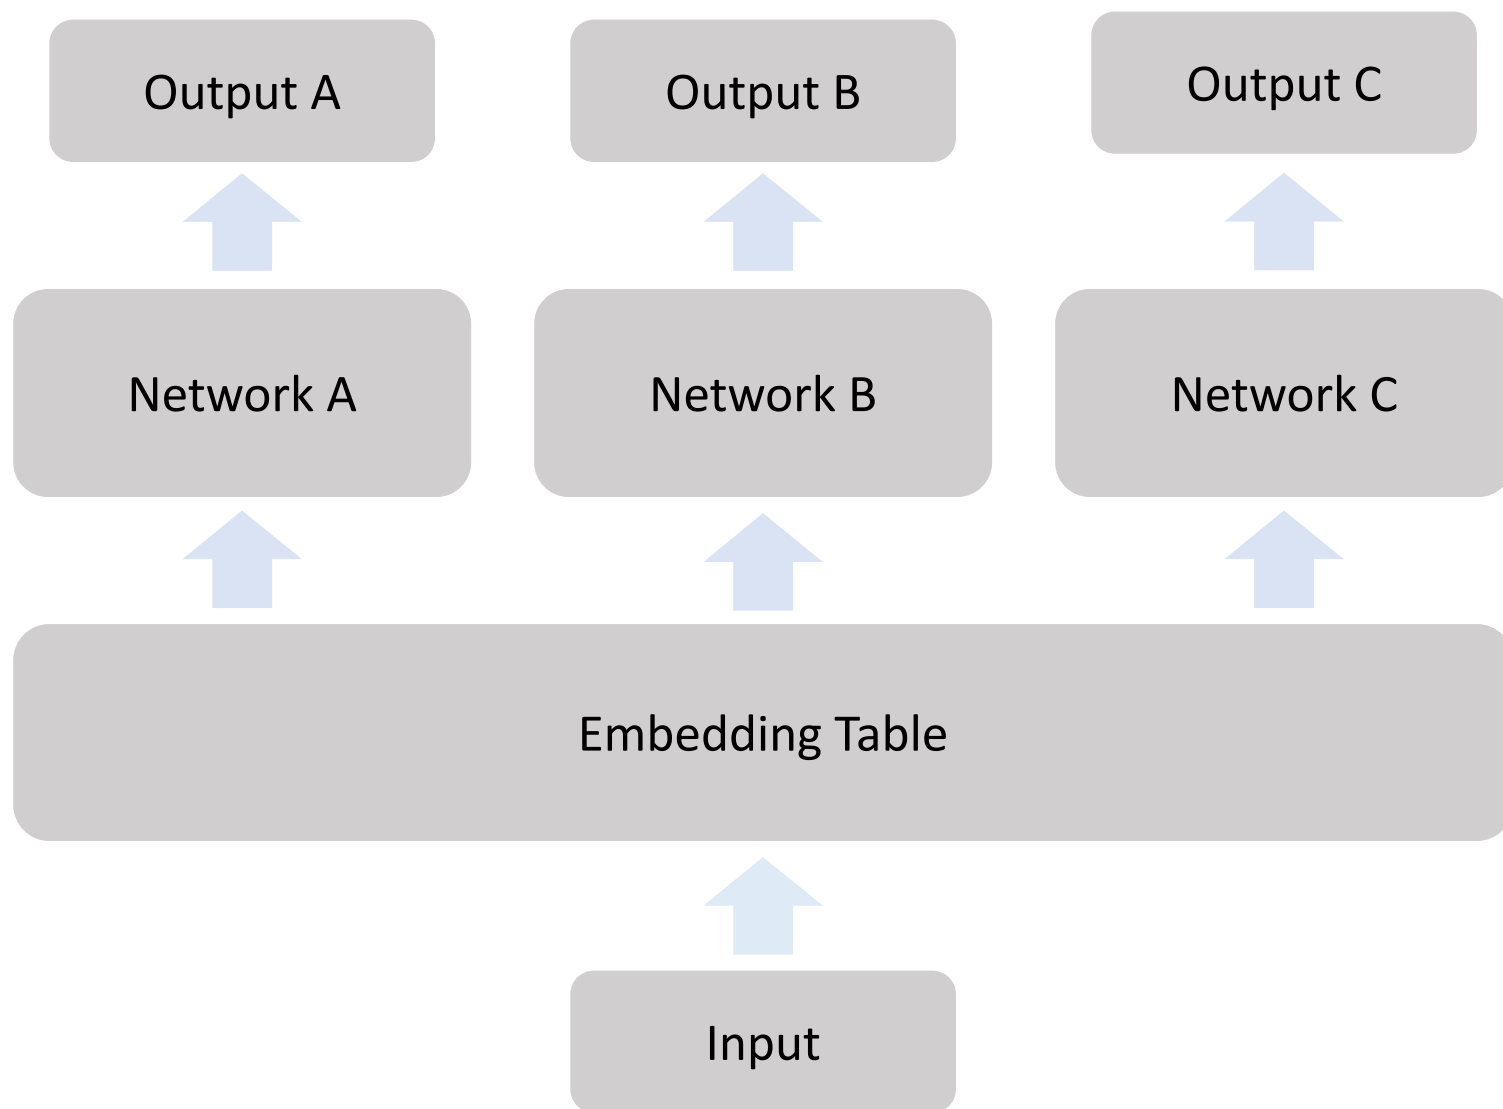 Output A
Output B
Output C
Network A
Network B
Network C
Embedding Table
Input